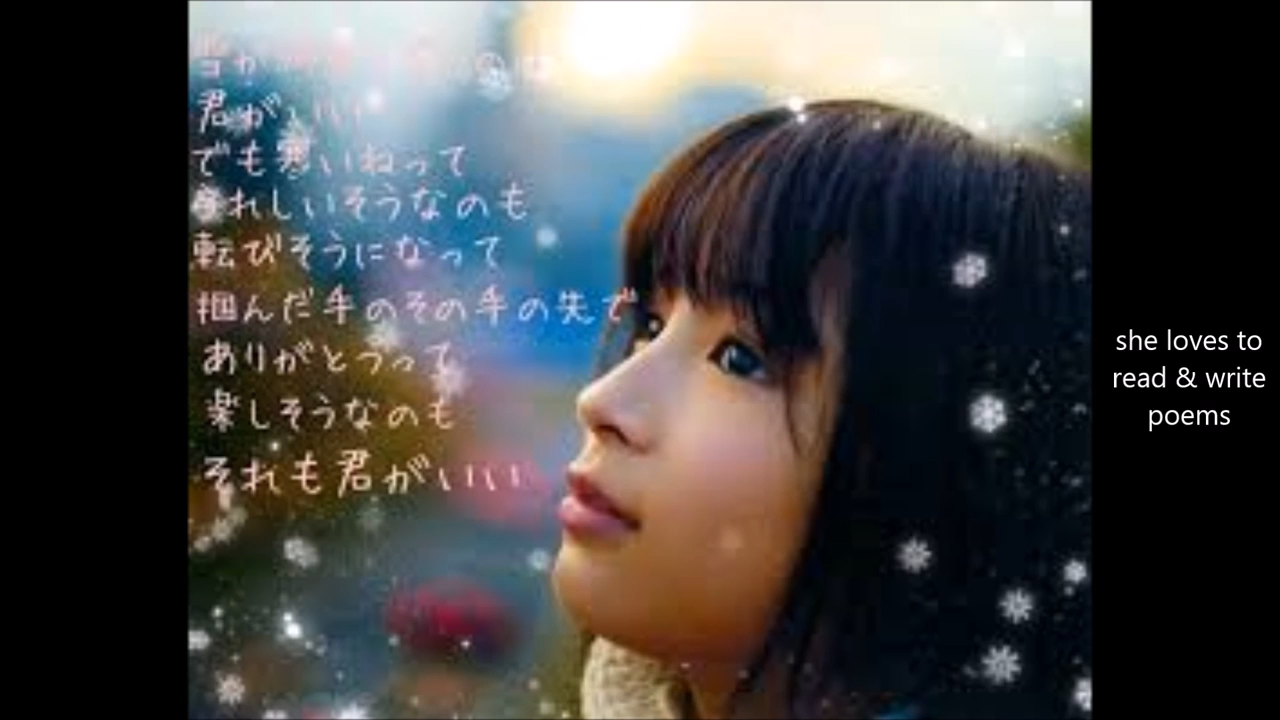 君がいい
でも寒いねって
うれしいそうなのも
転びそうになって
掴んだ手のその手の先で
ありがとうって
楽しそうなのも
それも君がいい
she loves to
read & write
poems